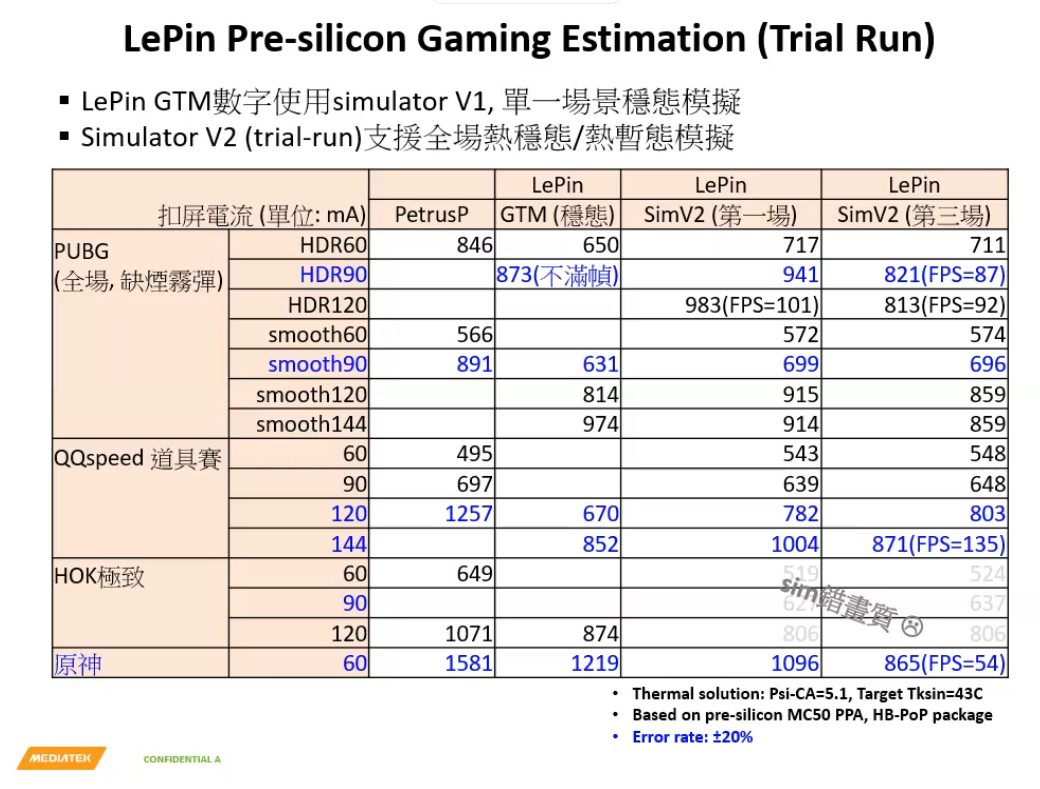 LePin Pre-silicon Gaming Estimation (Trial Run)
▪ LePin GTM數字使用simulator V1, 單一場景穩態模擬
▪ Simulator V2 (trial-run)支援全場熱穩態/熱暫態模擬
LePin LePin LePin
扣屏電流 (單位: mA) PetrusP GTM (穩態) SimV2 (第一場) SimV2 (第三場)
PUBG
(全場, 缺煙霧彈)
HDR60 846 650 717 711
HDR90 873(不滿幀) 941 821(FPS=87)
HDR120 983(FPS=101) 813(FPS=92)
smooth60 566 572 574
smooth90 891 631 699 696
smooth120 814 915 859
smooth144 974 914 859
QQspeed 道具賽 60 495 543 548
90 697 639 648
120 1257 670 782 803
144 852 1004 871(FPS=135)
HOK極致 60 649 519 524
90 627 637
120 1071 874 806 806
sim錯畫質 ☹
原神 60 1581 1219 1096 865(FPS=54)
• Thermal solution: Psi-CA=5.1, Target Tksin=43C
• Based on pre-silicon MC50 PPA, HB-PoP package
• Error rate: ±20%
MEDIATEK
CONFIDENTIAL A